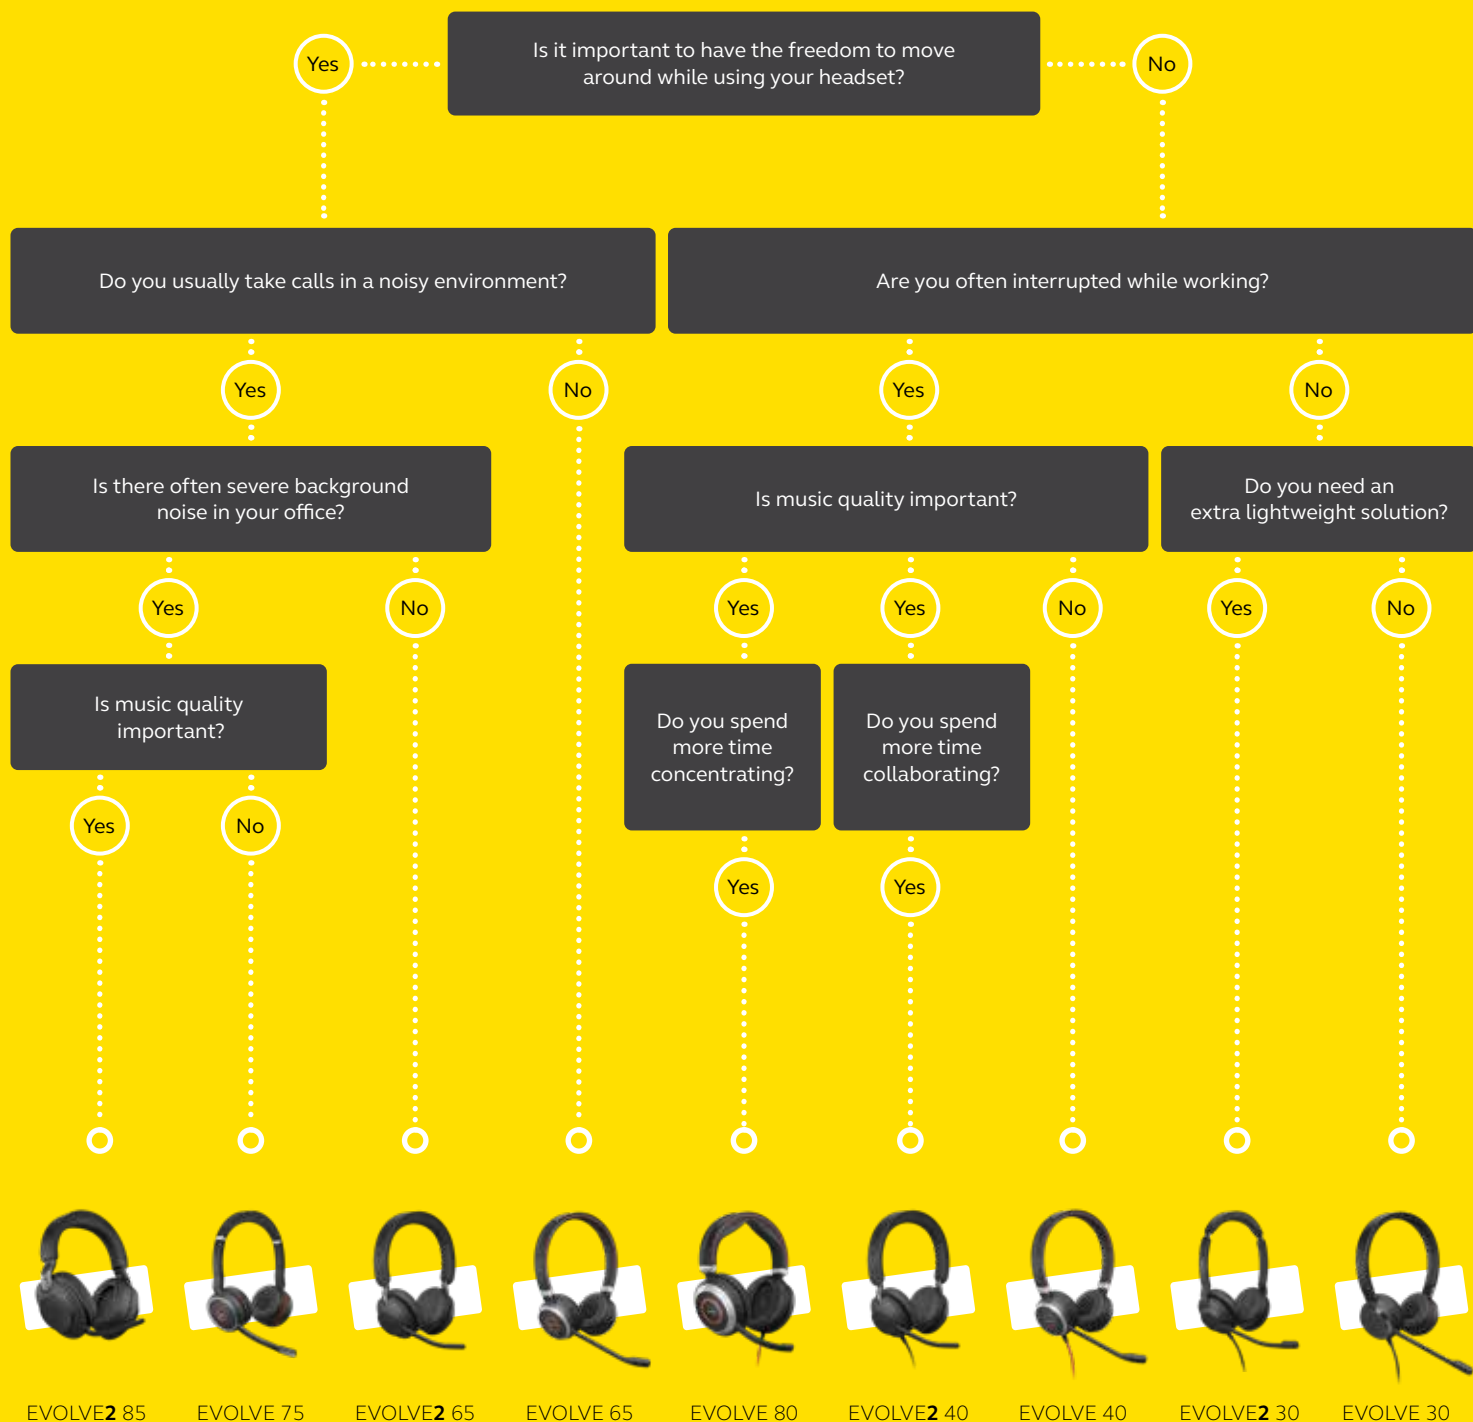 Is it important to have the freedom to move
around while using your headset?
Yes
No
Do you usually take calls in a noisy environment?
Are you often interrupted while working?
Yes
No
Yes
No
Is there often severe background
noise in your office?
Is music quality important?
Do you need an
extra lightweight solution?
Yes
No
Yes
Yes
No
Yes
No
Is music quality
important?
Do you spend
more time
concentrating?
Do you spend
more time
collaborating?
Yes
No
Yes
Yes
EVOLVE2 85
EVOLVE 75
EVOLVE2 65
EVOLVE 65
EVOLVE 80
EVOLVE2 40
EVOLVE 40
EVOLVE2 30
EVOLVE 30